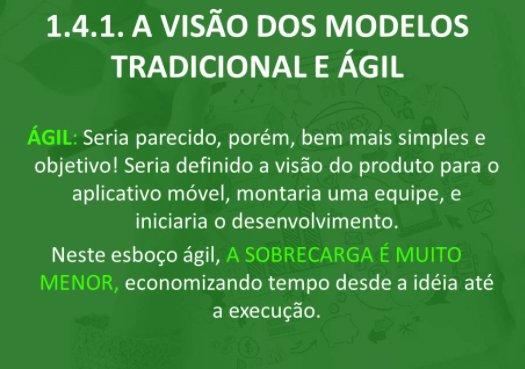 1.4.1. A VISÃO DOS MODELOS
TRADICIONAL E ÁGIL
ÁGIL: Seria parecido, porém, bem mais simples e
objetivo! Seria definido a visão do produto para o
aplicativo móvel, montaria uma equipe, e
iniciaria o desenvolvimento.
Neste esboço ágil, A SOBRECARGA É MUITO
MENOR, economizando tempo desde a idéia até
a execução.